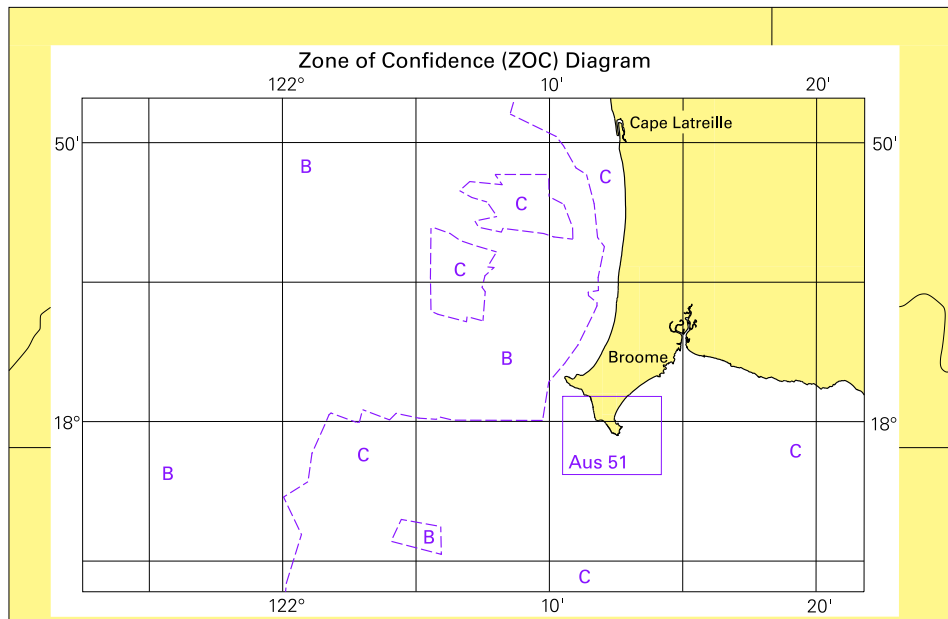 Zone of Confidence (ZOC) Diagram
122° 10' 20'
Cape Latreille
50' 50'
B
C
C
C
B
Broome
18° 18°
C
C
B
Aus 51
B
C
122° 10' 20'